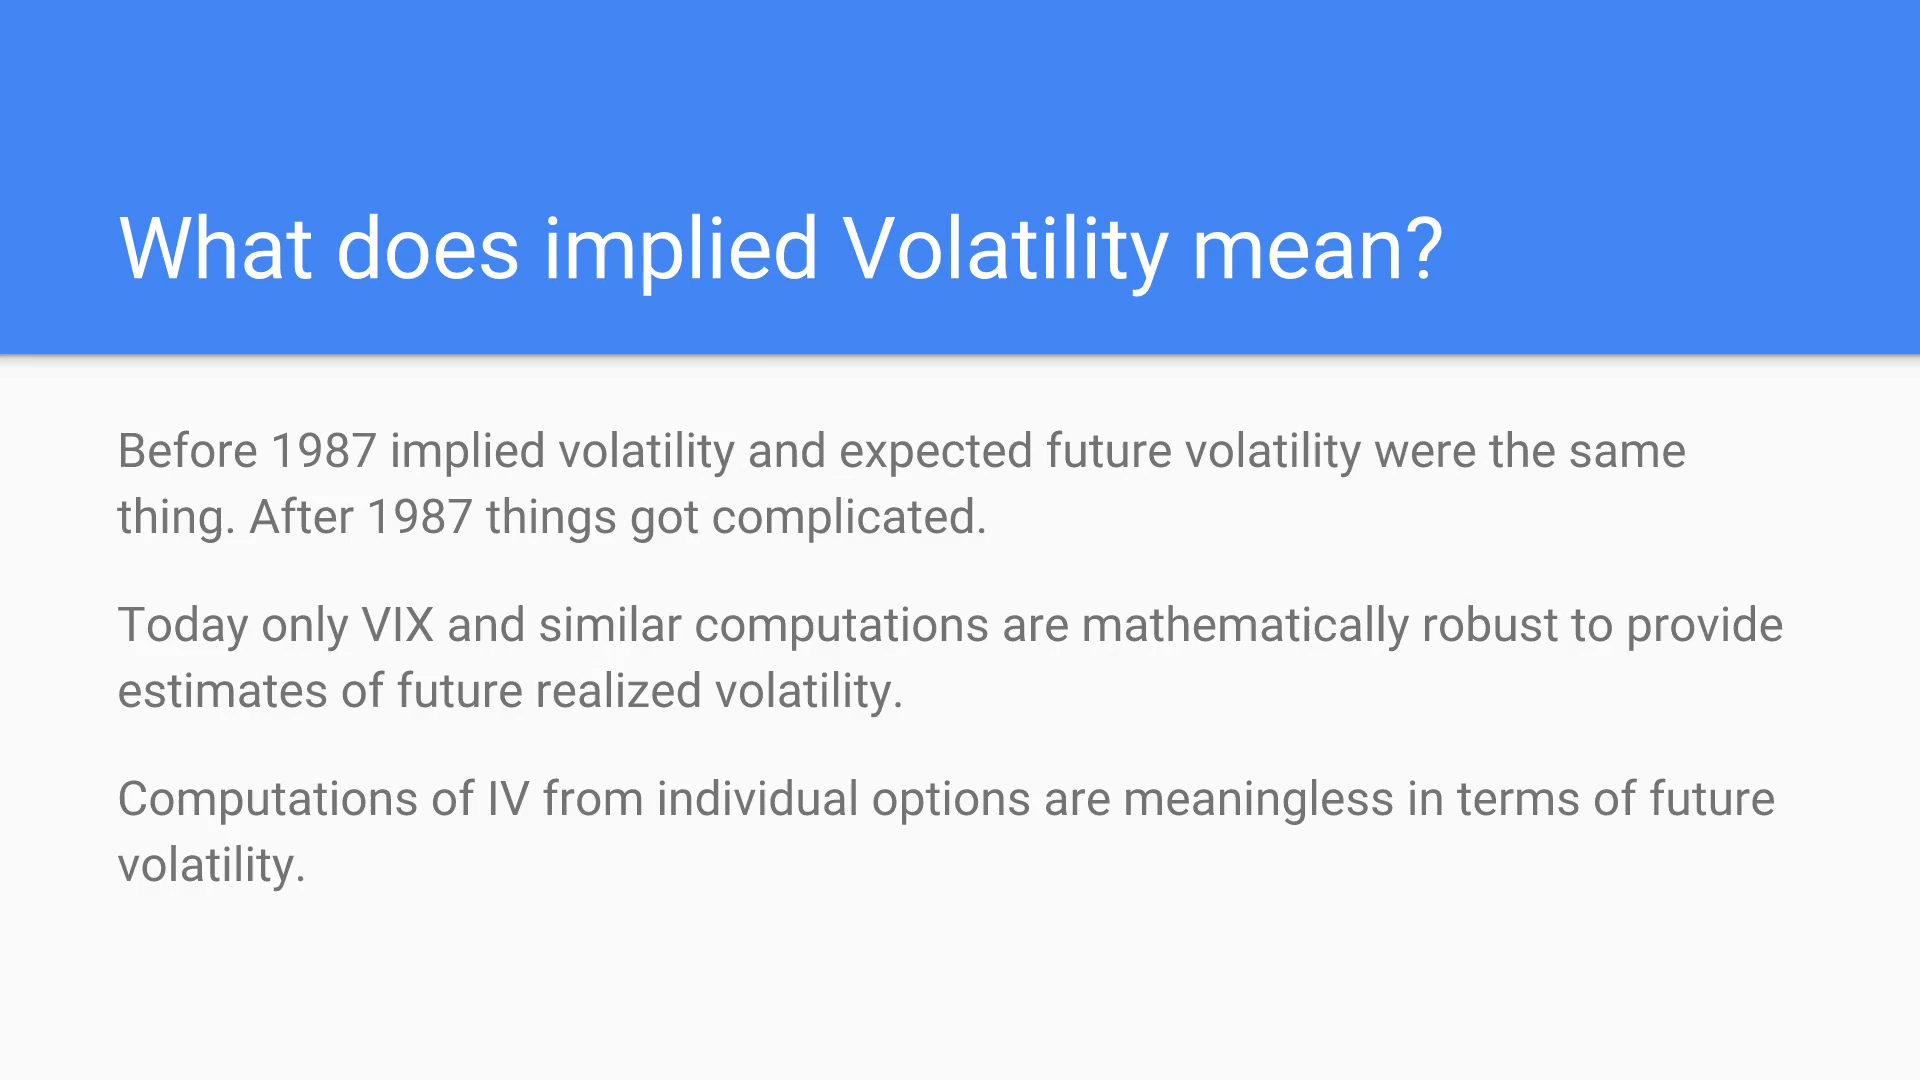 What does implied Volatility mean?
Before 1987 implied volatility and expected future volatility were the same
thing. After 1987 things got complicated.
Today only VIX and similar computations are mathematically robust to provide
estimates of future realized volatility.
Computations of IV from individual options are meaningless in terms of future
volatility.